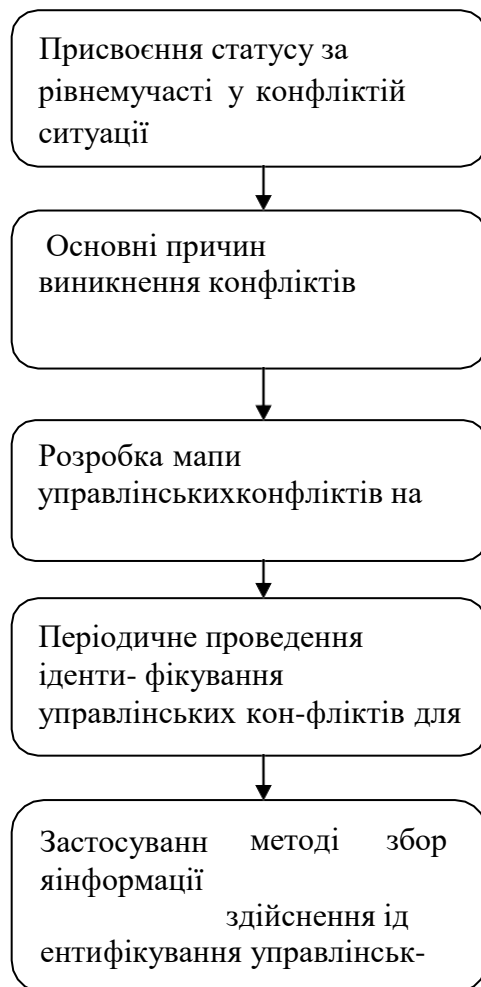 Присвоєння статусу за
рівнемучасті у конфліктій
ситуації
Основні причин
виникнення конфліктів
Розробка мапи
управлінськихконфліктів на
Періодичне проведення
іденти- фікування
управлінських кон-фліктів для
Застосуванн методі збор
яінформації
здійснення ід
ентифікування управлінськ-